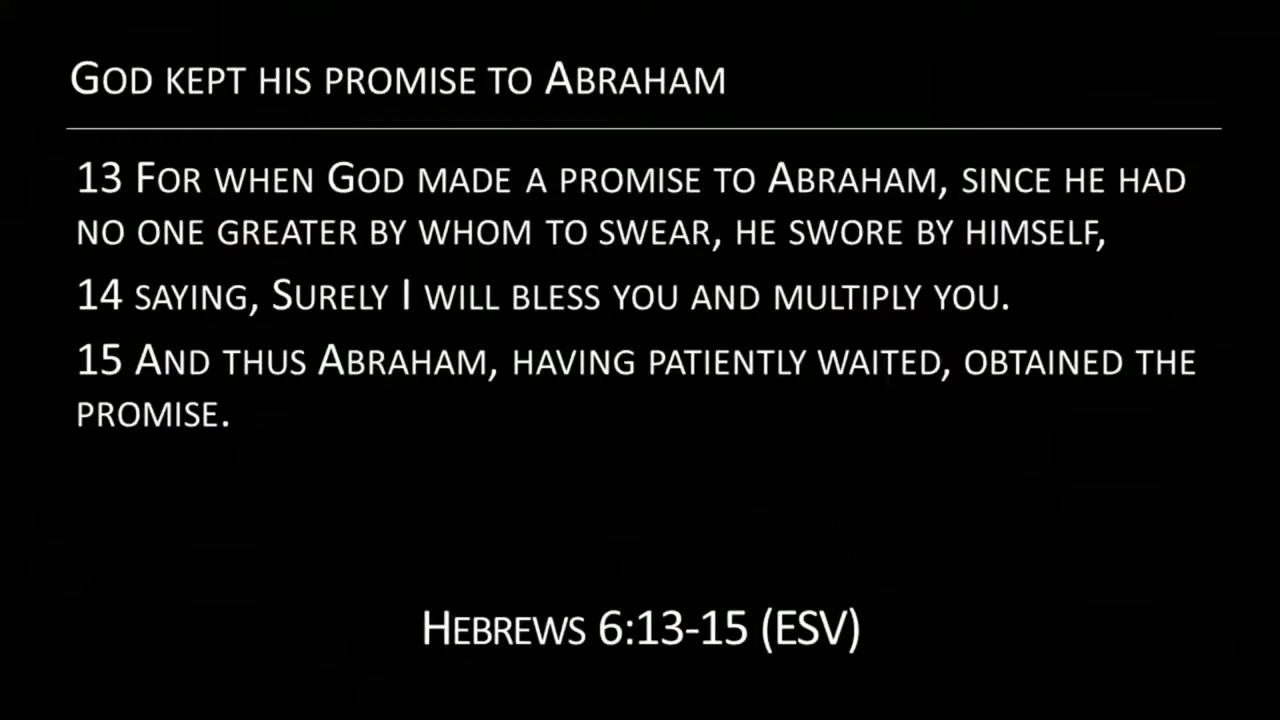 God kept his promise to Abraham
13 For when God made a promise to Abraham, since he had
no one greater by whom to swear, he swore by himself,
14 saying, Surely I will bless you and multiply you.
15 And thus Abraham, having patiently waited, obtained the
promise.
Hebrews 6:13-15 (ESV)